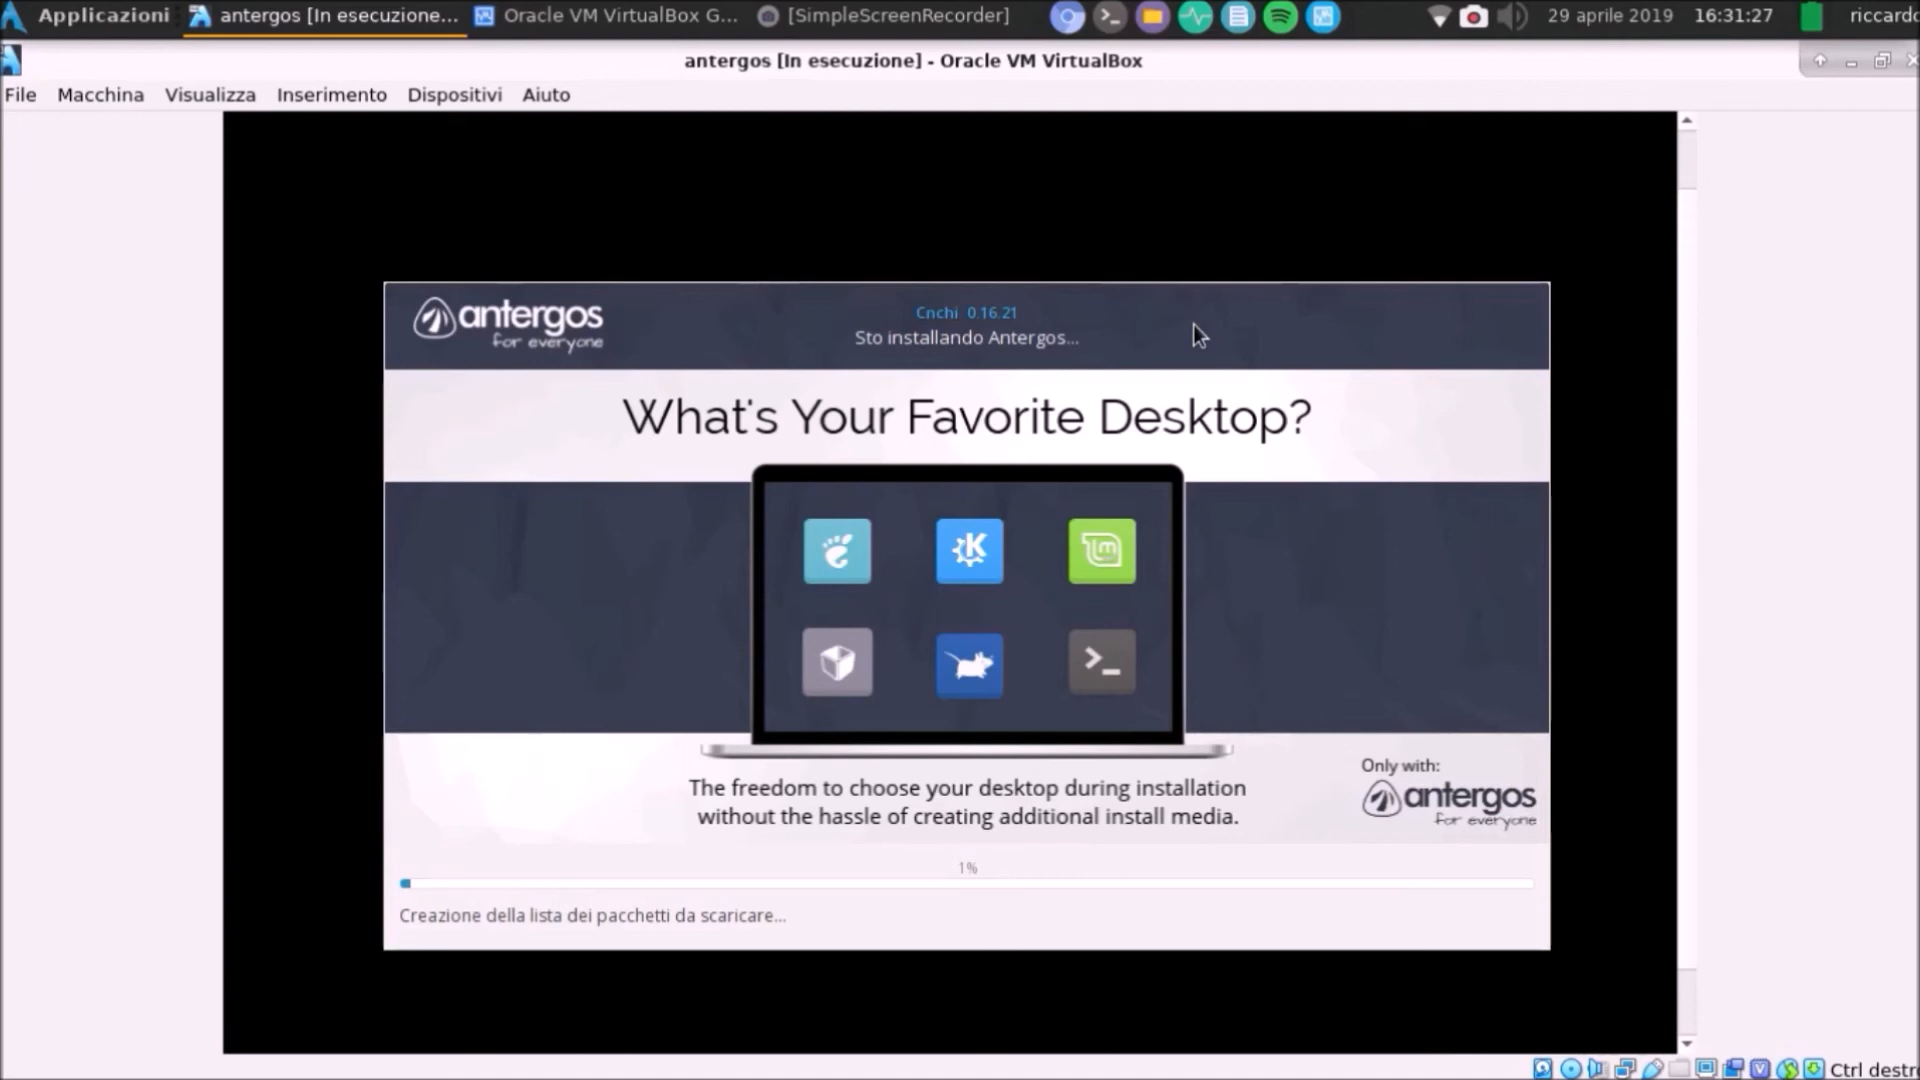 Applicazioni antergos [In esecuzione... Oracle VM VirtualBox G... [SimpleScreenRecorder] 29 aprile 2019 16:31:27 riccardo
antergos [In esecuzione] - Oracle VM VirtualBox
File Macchina Visualizza Inserimento Dispositivi Aiuto
antergos
for everyone
Cnchi 0.16.21
Sto installando Antergos...
What's Your Favorite Desktop?
The freedom to choose your desktop during installation
without the hassle of creating additional install media.
Only with:
antergos
for everyone
1%
Creazione della lista dei pacchetti da scaricare...
Ctrl destr